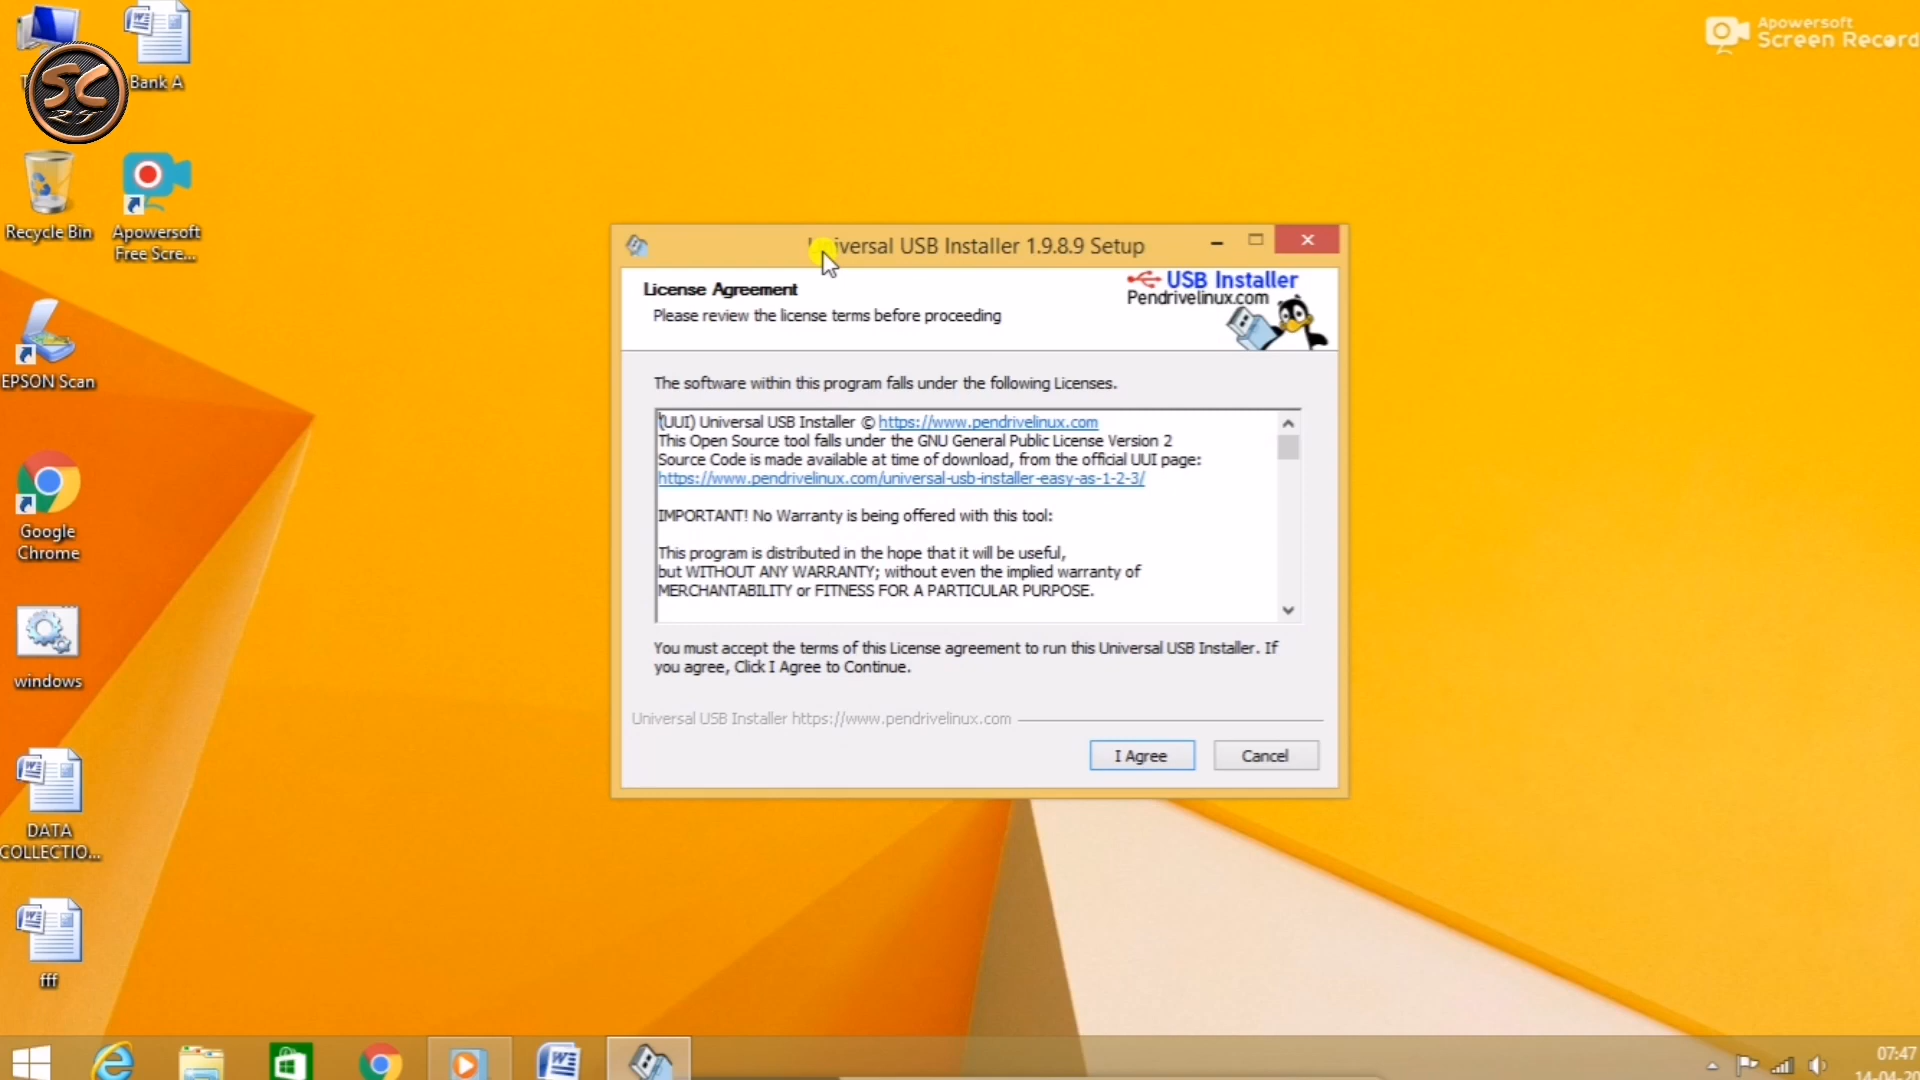 Apowersoft
Screen Record
Bank A
SC
Recycle Bin
Apowersoft
Free Scre...
EPSON Scan
Google
Chrome
windows
DATA
COLLECTIO...
fff
Universal USB Installer 1.9.8.9 Setup
License Agreement
Please review the license terms before proceeding
USB Installer
Pendrivelinux.com
The software within this program falls under the following Licenses.
(UUI) Universal USB Installer © https://www.pendrivelinux.com
This Open Source tool falls under the GNU General Public License Version 2
Source Code is made available at time of download, from the official UUI page:
https://www.pendrivelinux.com/universal-usb-installer-easy-as-1-2-3/
IMPORTANT! No Warranty is being offered with this tool:
This program is distributed in the hope that it will be useful,
but WITHOUT ANY WARRANTY; without even the implied warranty of
MERCHANTABILITY or FITNESS FOR A PARTICULAR PURPOSE.
You must accept the terms of this License agreement to run this Universal USB Installer. If
you agree, Click I Agree to Continue.
Universal USB Installer https://www.pendrivelinux.com
I Agree
Cancel
07:47
14-04-20